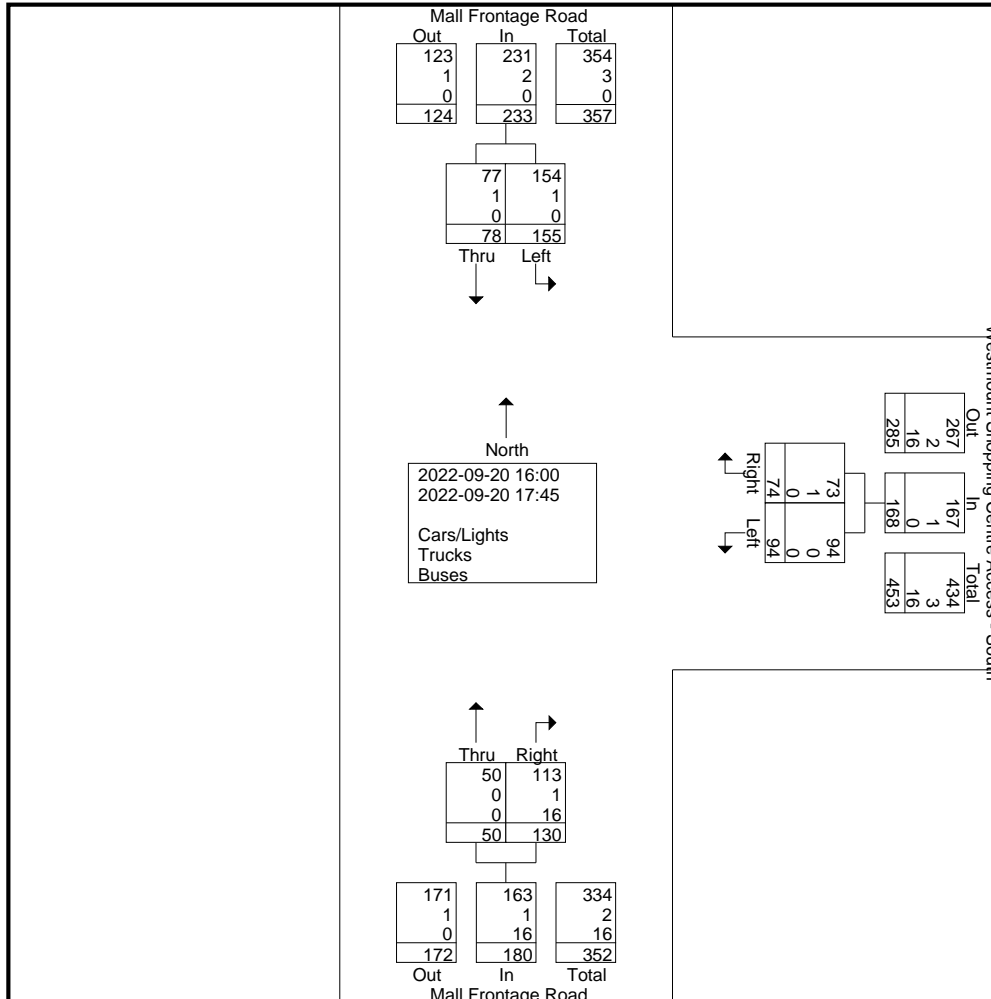 Mall Frontage Road
Out In Total
123 231 354
1 2 3
0 0 0
124 233 357
77 154
1 1
0 0
78 155
Thru Left
North
2022-09-20 16:00
2022-09-20 17:45
Cars/Lights
Trucks
Buses
Westmount Shopping Centre Access - South
Out In Total
267 167 434
2 1 3
16 0 16
285 168 453
73 94
1 0
0 0
74 94
Right Left
Thru Right
50 113
0 1
0 16
50 130
171 163 334
1 1 2
0 16 16
172 180 352
Out In Total
Mall Frontage Road